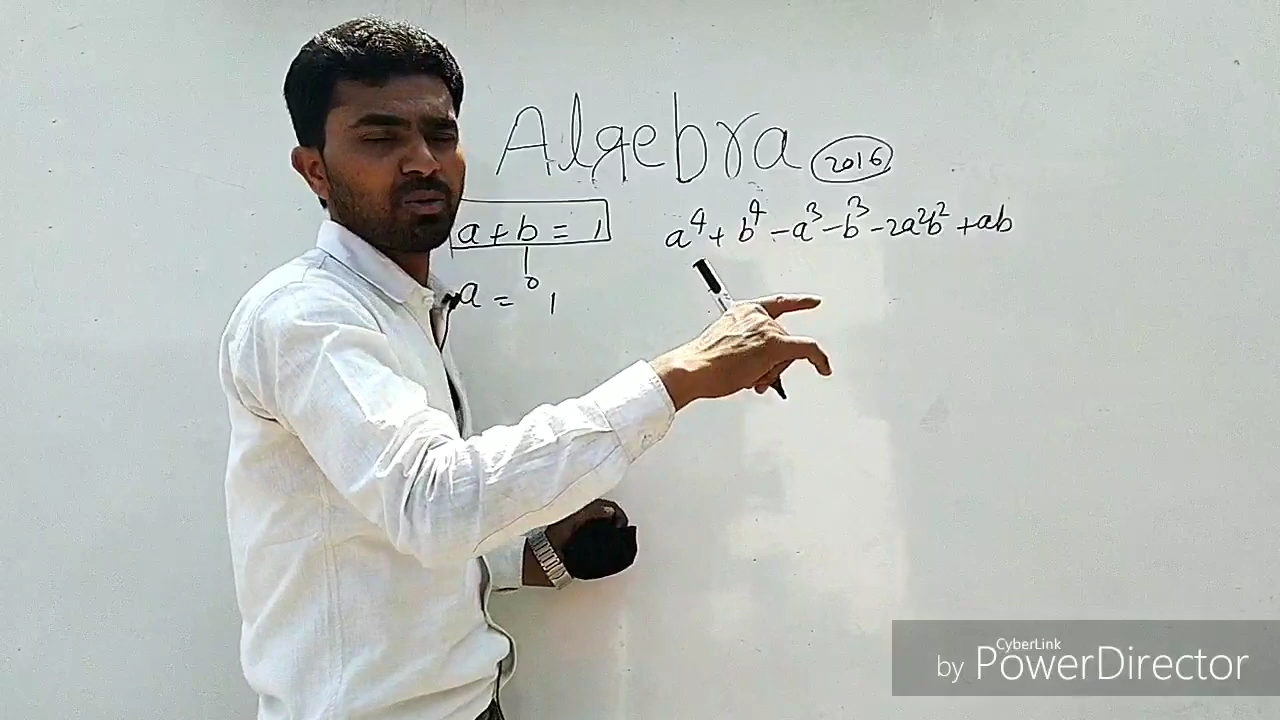 Algebra 2016
a+b = 1
a⁴+ b⁴-a³-b³-2a²b²+ab
0
a = 1
CyberLink
by PowerDirector